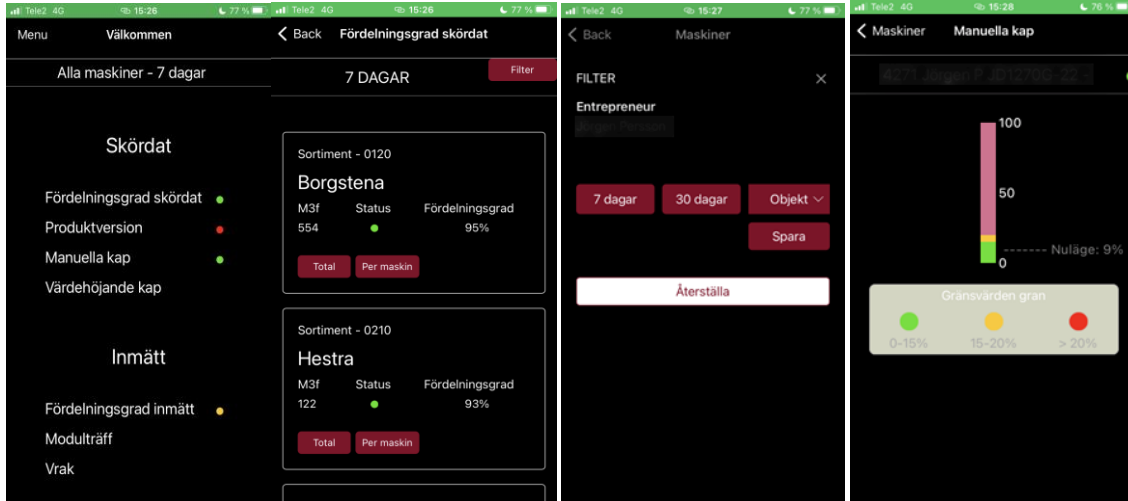 Tele2 4G 15:26 77 %
Menu Välkommen
Alla maskiner - 7 dagar
Skördat
Fördelningsgrad skördat
Produktversion
Manuella kap
Värdehöjande kap
Inmätt
Fördelningsgrad inmätt
Modulträff
Vrak
Tele2 4G 15:26 77 %
Back Fördelningsgrad skördat
7 DAGAR Filter
Sortiment - 0120
Borgstena
M3f Status Fördelningsgrad
554 95%
Total Per maskin
Sortiment - 0210
Hestra
M3f Status Fördelningsgrad
122 93%
Total Per maskin
Tele2 4G 15:27 77 %
Back Maskiner
FILTER ×
Entrepreneur
7 dagar 30 dagar Objekt
Spara
Återställa
Tele2 4G 15:28 76 %
Maskiner Manuella kap
4271 Jörgen P JD1270G- 22 -
100
50
Nuläge: 9%
0
Gränsvärden gran
0-15% 15-20% > 20%